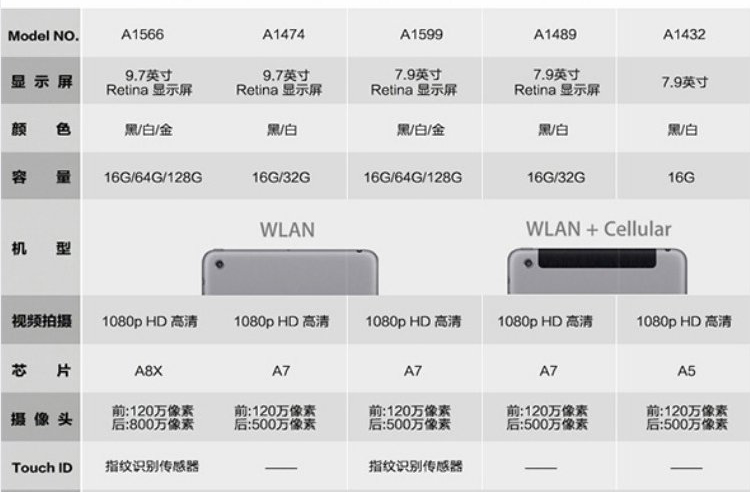 Model NO. A1566 A1474 A1599 A1489 A1432
显示屏 9.7英寸 Retina 显示屏 9.7英寸 Retina 显示屏 7.9英寸 Retina 显示屏 7.9英寸 Retina 显示屏 7.9英寸
颜色 黑/白/金 黑/白 黑/白/金 黑/白 黑/白
容量 16G/64G/128G 16G/32G 16G/64G/128G 16G/32G 16G
机型 WLAN WLAN + Cellular
视频拍摄 1080p HD 高清 1080p HD 高清 1080p HD 高清 1080p HD 高清 1080p HD 高清
芯片 A8X A7 A7 A7 A5
摄像头 前:120万像素 后:800万像素 前:120万像素 后:500万像素 前:120万像素 后:500万像素 前:120万像素 后:500万像素 前:120万像素 后:500万像素
Touch ID 指纹识别传感器 —— 指纹识别传感器 —— ——